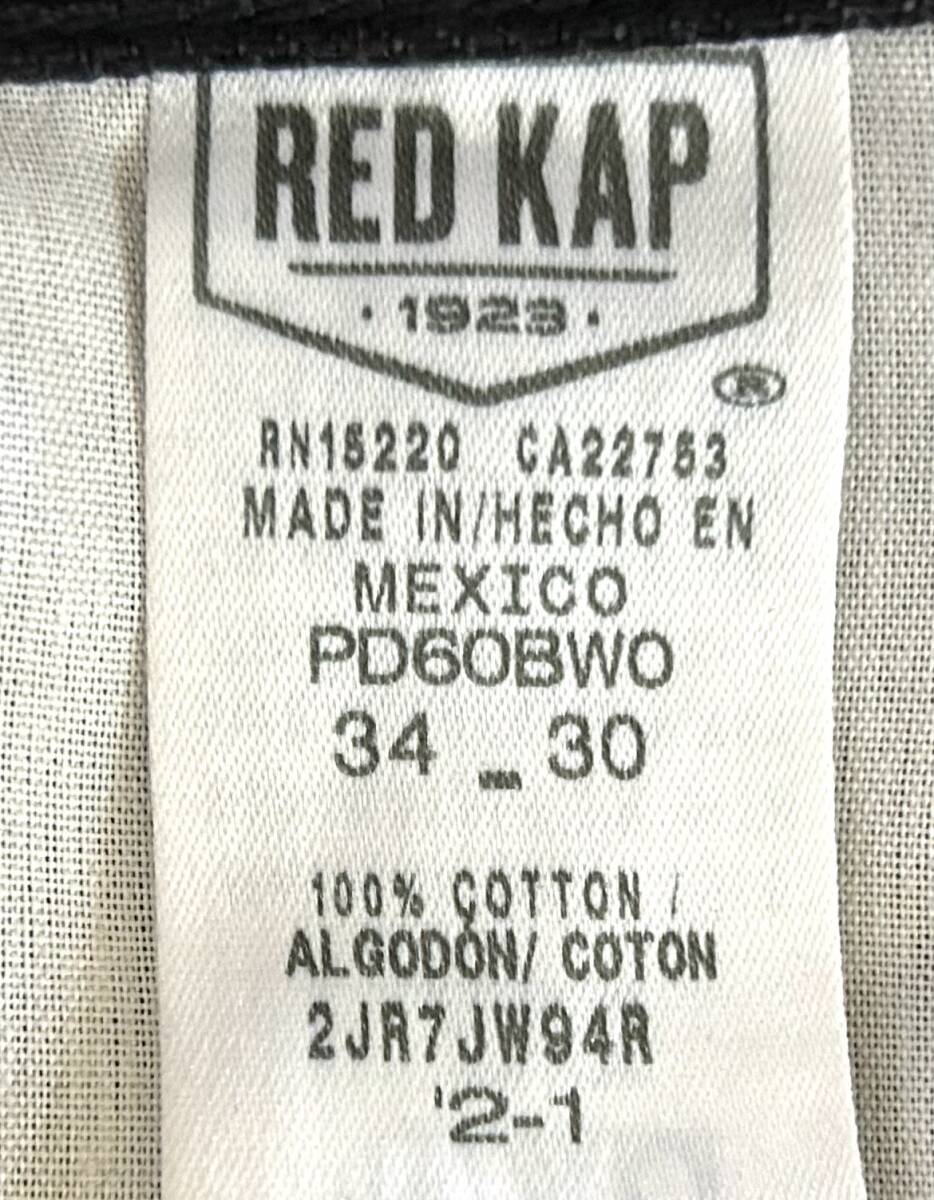 RED KAP
· 1923 ·
®
RN15220 CA22753
MADE IN/HECHO EN
MEXICO
PD60BW0
34 - 30
100% COTTON /
ALGODÓN/ COTON
2JR7JW94R
'2-1